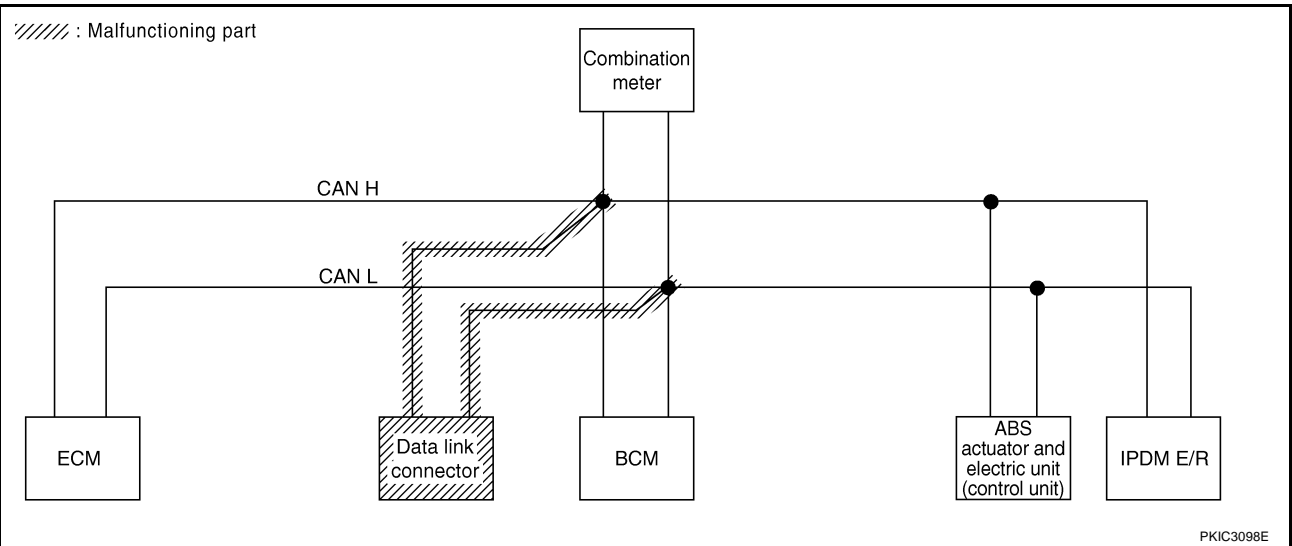 : Malfunctioning part
Combination
meter
CAN H
CAN L
ECM
Data link
connector
BCM
ABS
actuator and
electric unit
(control unit)
IPDM E/R
PKIC3098E